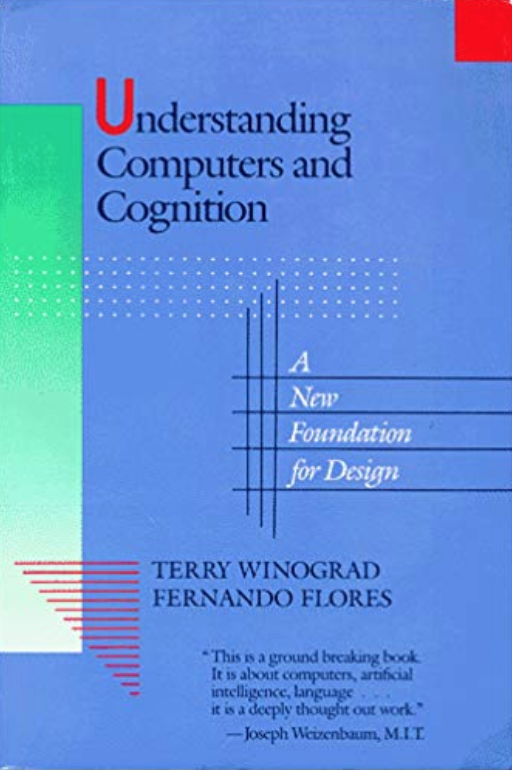 Understanding
Computers and
Cognition
A
New
Foundation
for Design
TERRY WINOGRAD
FERNANDO FLORES
“This is a ground breaking book.
It is about computers, artificial
intelligence, language . . .
it is a deeply thought out work.”
—Joseph Weizenbaum, M.I.T.